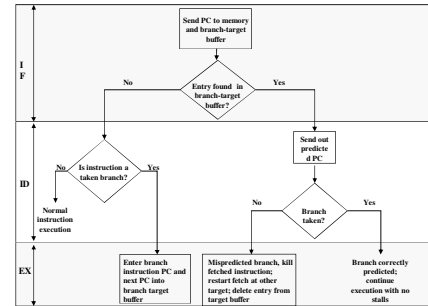 Send PC to memory
and branch-target
buffer
I
F
No
Entry found in
branch-target
buffer?
Yes
Send out
predicte
d PC
ID
No
Is instruction a
taken branch?
Yes
No
Branch
taken?
Yes
Normal
instruction
execution
EX
Enter branch
instruction PC and
next PC into
branch target
buffer
Mispredicted branch, kill
fetched instruction;
restart fetch at other
target; delete entry from
target buffer
Branch correctly
predicted;
continue
execution with no
stalls